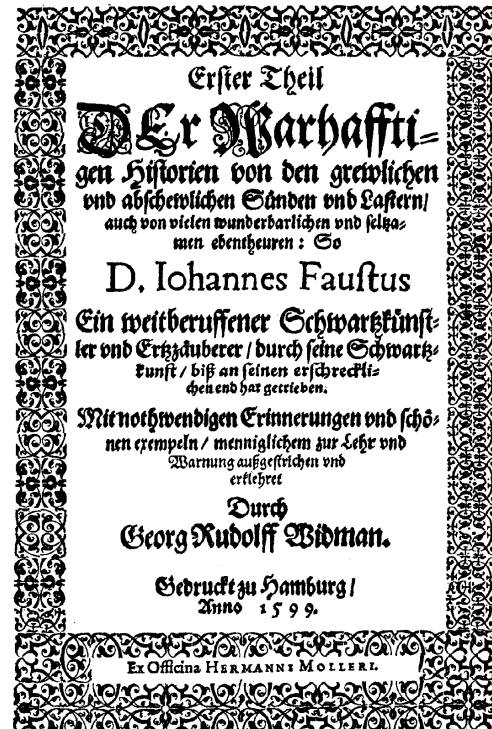 Erster Theil
DEr Warhaffti-
gen Historien von den grewlichen
vnd abschewlichen Sünden vnd Lastern/
auch von vielen wunderbarlichen vnd seltza-
men ebentheuren: So
D. Iohannes Faustus
Ein weitberuffener Schwartzkünst-
ler vnd Ertzzäuberer/ durch seine Schwartz-
kunst/ biß an seinen erschreckli-
chen end hat getrieben.
Mit nothwendigen Erinnerungen vnd schö-
nen exempeln/ menniglichem zur Lehr vnd
Warnung außgestrichen vnd
erklehret
Durch
Georg Rudolff Widman.
Gedruckt zu Hamburg/
Anno 1599.
Ex Officina HERMANNI MOLLERI.